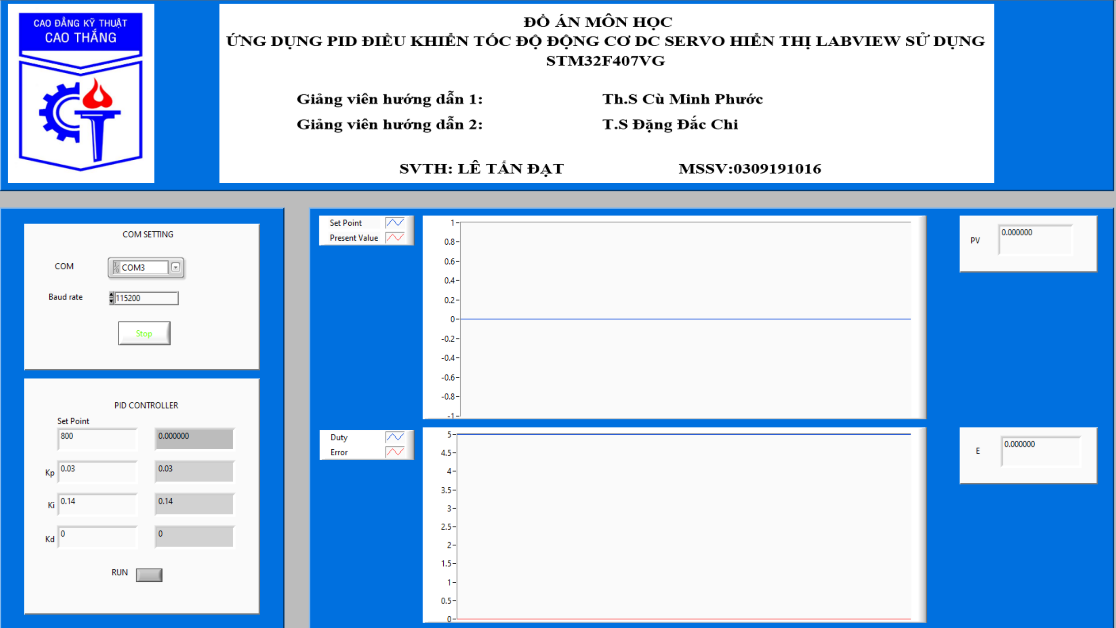 CAO ĐẲNG KỸ THUẬT
CAO THẮNG
ĐỒ ÁN MÔN HỌC
ỨNG DỤNG PID ĐIỀU KHIỂN TỐC ĐỘ ĐỘNG CƠ DC SERVO HIỂN THỊ LABVIEW SỬ DỤNG
STM32F407VG
Giảng viên hướng dẫn 1: Th.S Cù Minh Phước
Giảng viên hướng dẫn 2: T.S Đặng Đắc Chi
SVTH: LÊ TẤN ĐẠT MSSV:0309191016
COM SETTING
COM COM3
Baud rate 115200
Stop
PID CONTROLLER
Set Point
800 0.000000
Kp 0.03 0.03
Ki 0.14 0.14
Kd 0 0
RUN
Set Point
Present Value
1
0.8
0.6
0.4
0.2
0
-0.2
-0.4
-0.6
-0.8
-1
PV 0.000000
Duty
Error
5
4.5
4
3.5
3
2.5
2
1.5
1
0.5
0
E 0.000000